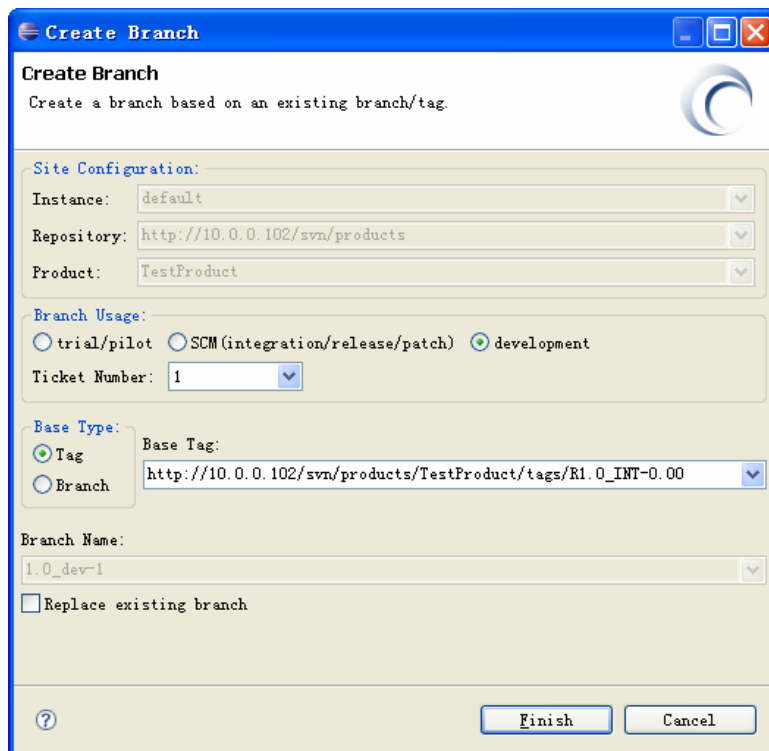 Create Branch
Create Branch
Create a branch based on an existing branch/tag.
Site Configuration:
Instance: default
Repository: http://10.0.0.102/svn/products
Product: TestProduct
Branch Usage:
trial/pilot SCM(integration/release/patch) development
Ticket Number: 1
Base Type:
Tag
Branch
Base Tag:
http://10.0.0.102/svn/products/TestProduct/tags/R1.0_INT-0.00
Branch Name:
1.0_dev-1
Replace existing branch
?
Finish Cancel